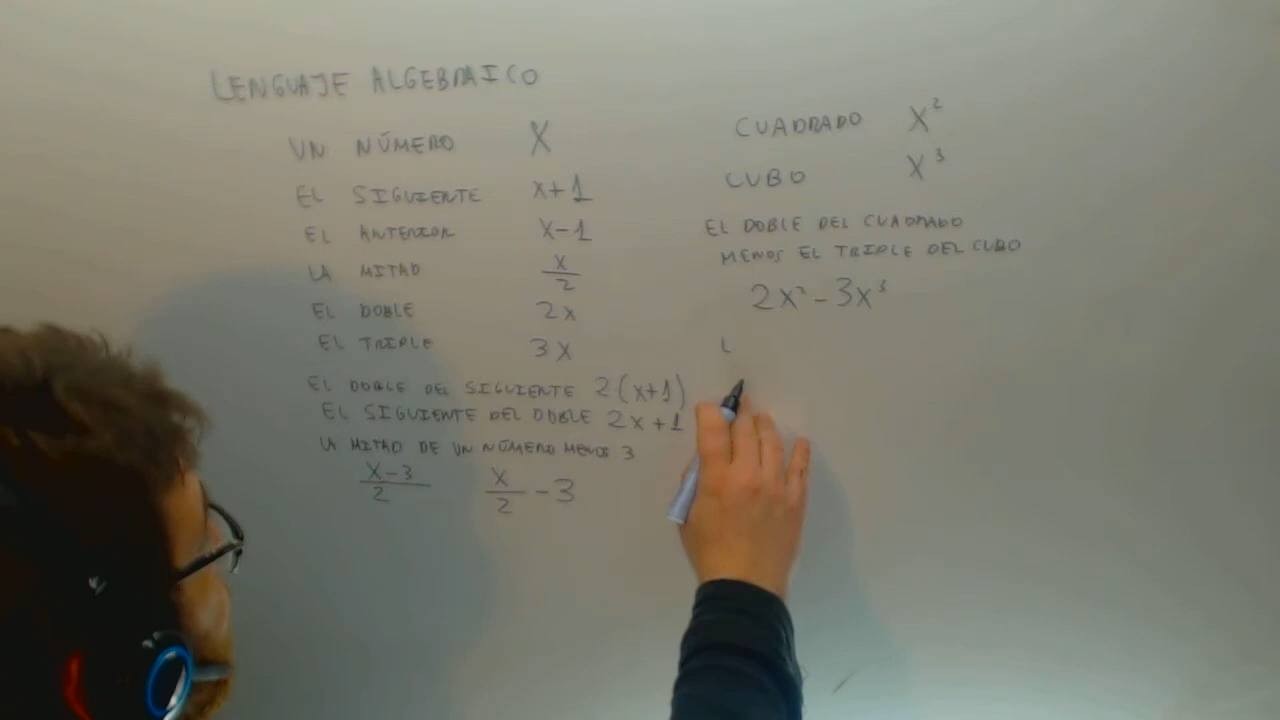 LENGUAJE ALGEBRAICO
UN NÚMERO X
EL SIGUIENTE x+1
EL ANTERIOR x-1
LA MITAD x/2
EL DOBLE 2x
EL TRIPLE 3x
EL DOBLE DEL SIGUIENTE 2(x+1)
EL SIGUIENTE DEL DOBLE 2x+1
LA MITAD DE UN NÚMERO MENOS 3
x-3/2 x/2 -3
CUADRADO x²
CUBO x³
EL DOBLE DEL CUADRADO
MENOS EL TRIPLE DEL CUBO
2x²-3x³
L